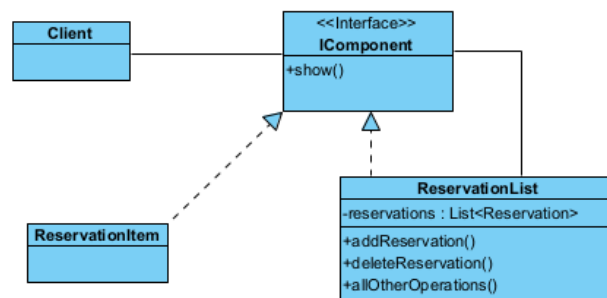 Client
<<Interface>>
IComponent
+show()
ReservationItem
ReservationList
-reservations : List<Reservation>
+addReservation()
+deleteReservation()
+allOtherOperations()